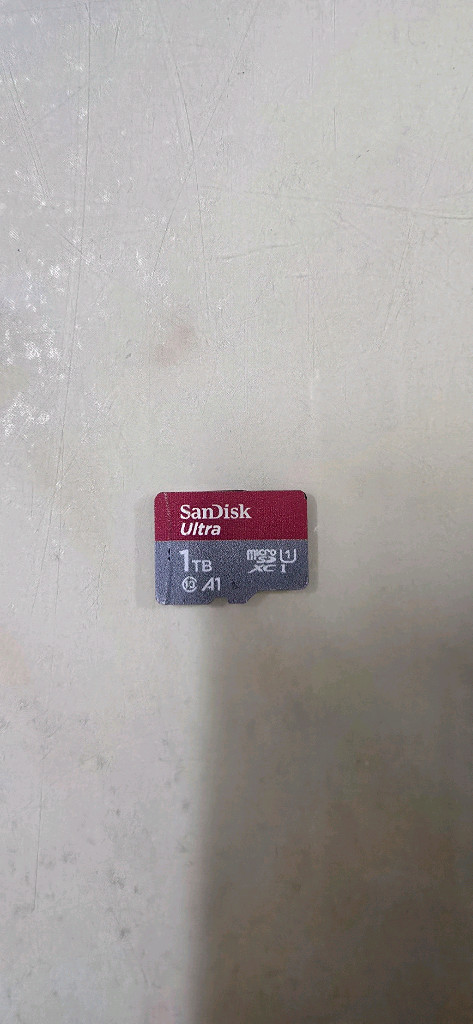 SanDisk
Ultra
1TB
micro SD XC
U1
I
10 A1